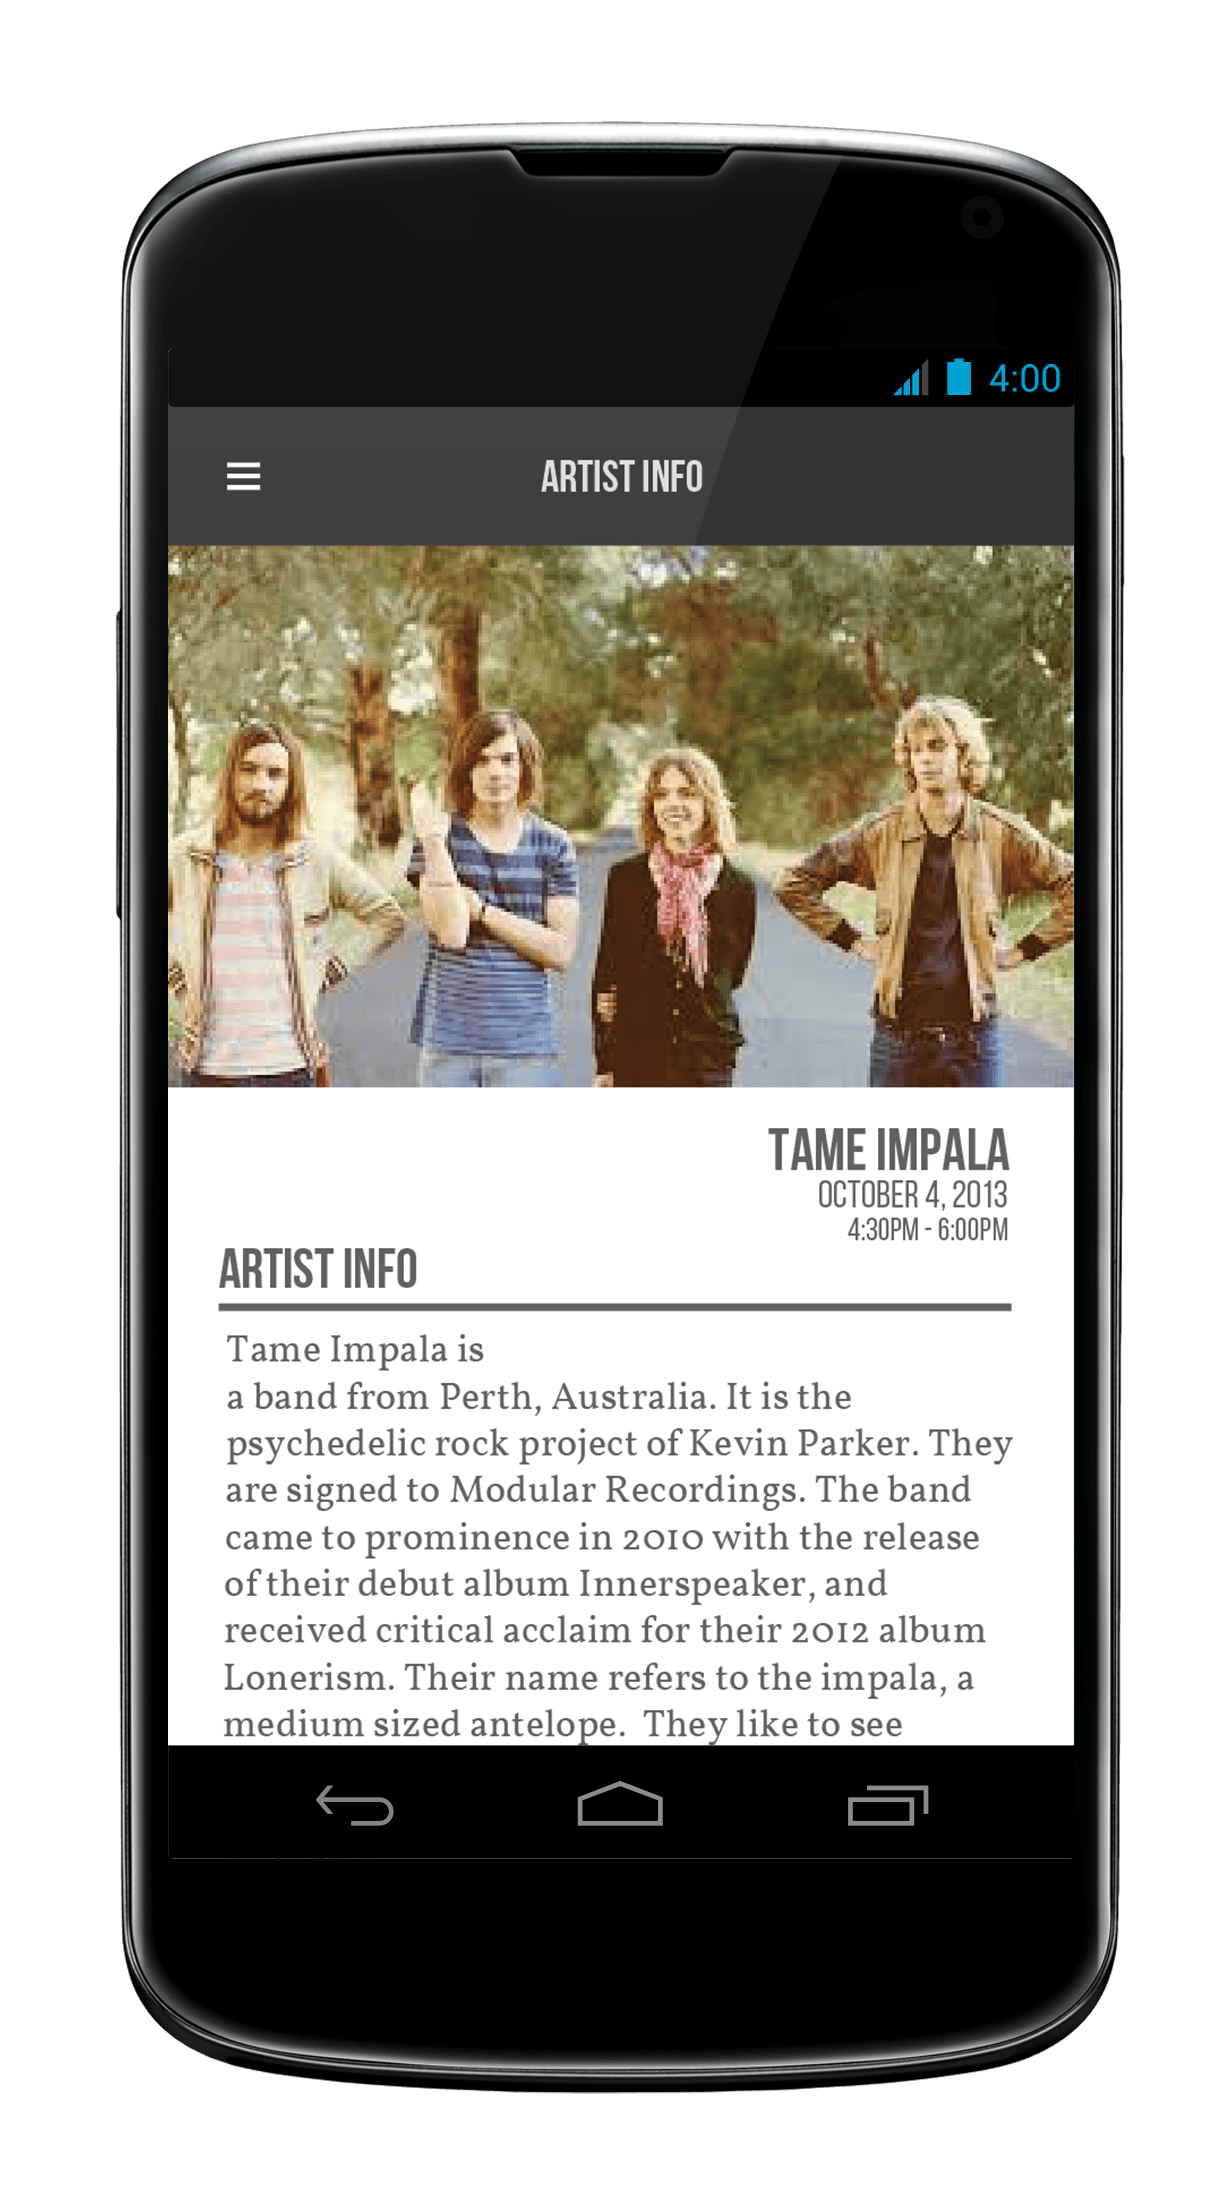 4:00
ARTIST INFO
TAME IMPALA
OCTOBER 4, 2013
4:30PM - 6:00PM
ARTIST INFO
Tame Impala is
a band from Perth, Australia. It is the
psychedelic rock project of Kevin Parker. They
are signed to Modular Recordings. The band
came to prominence in 2010 with the release
of their debut album Innerspeaker, and
received critical acclaim for their 2012 album
Lonerism. Their name refers to the impala, a
medium sized antelope.  They like to see